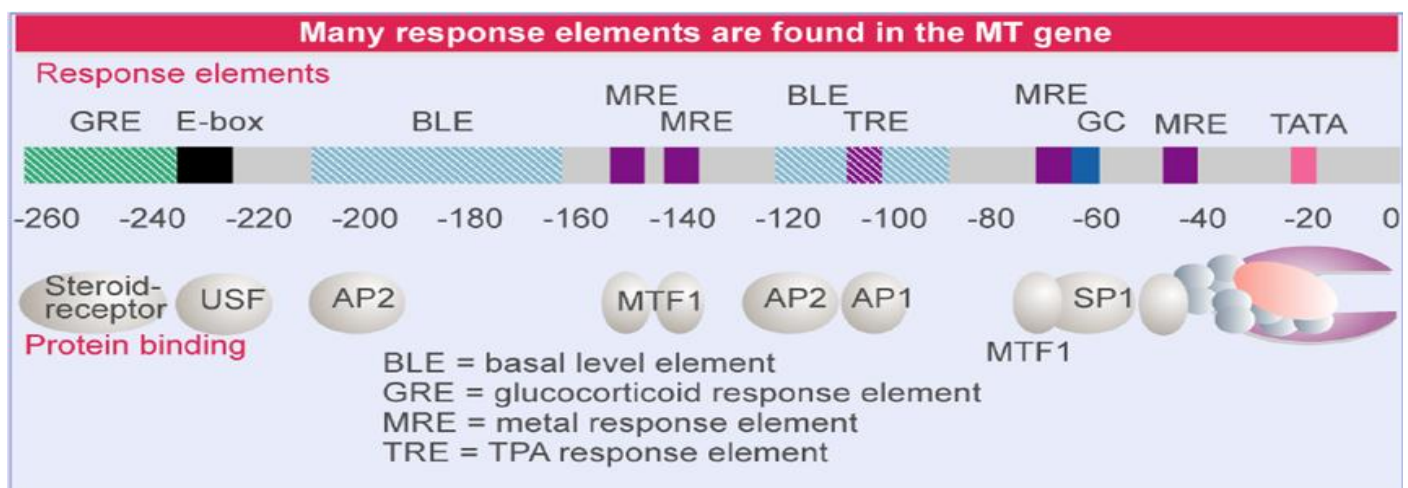 Many response elements are found in the MT gene
Response elements
MRE BLE MRE
GRE E-box BLE MRE TRE GC MRE TATA
-260 -240 -220 -200 -180 -160 -140 -120 -100 -80 -60 -40 -20 0
Steroid-
receptor USF AP2 MTF1 AP2 AP1 SP1
Protein binding
MTF1
BLE = basal level element
GRE = glucocorticoid response element
MRE = metal response element
TRE = TPA response element